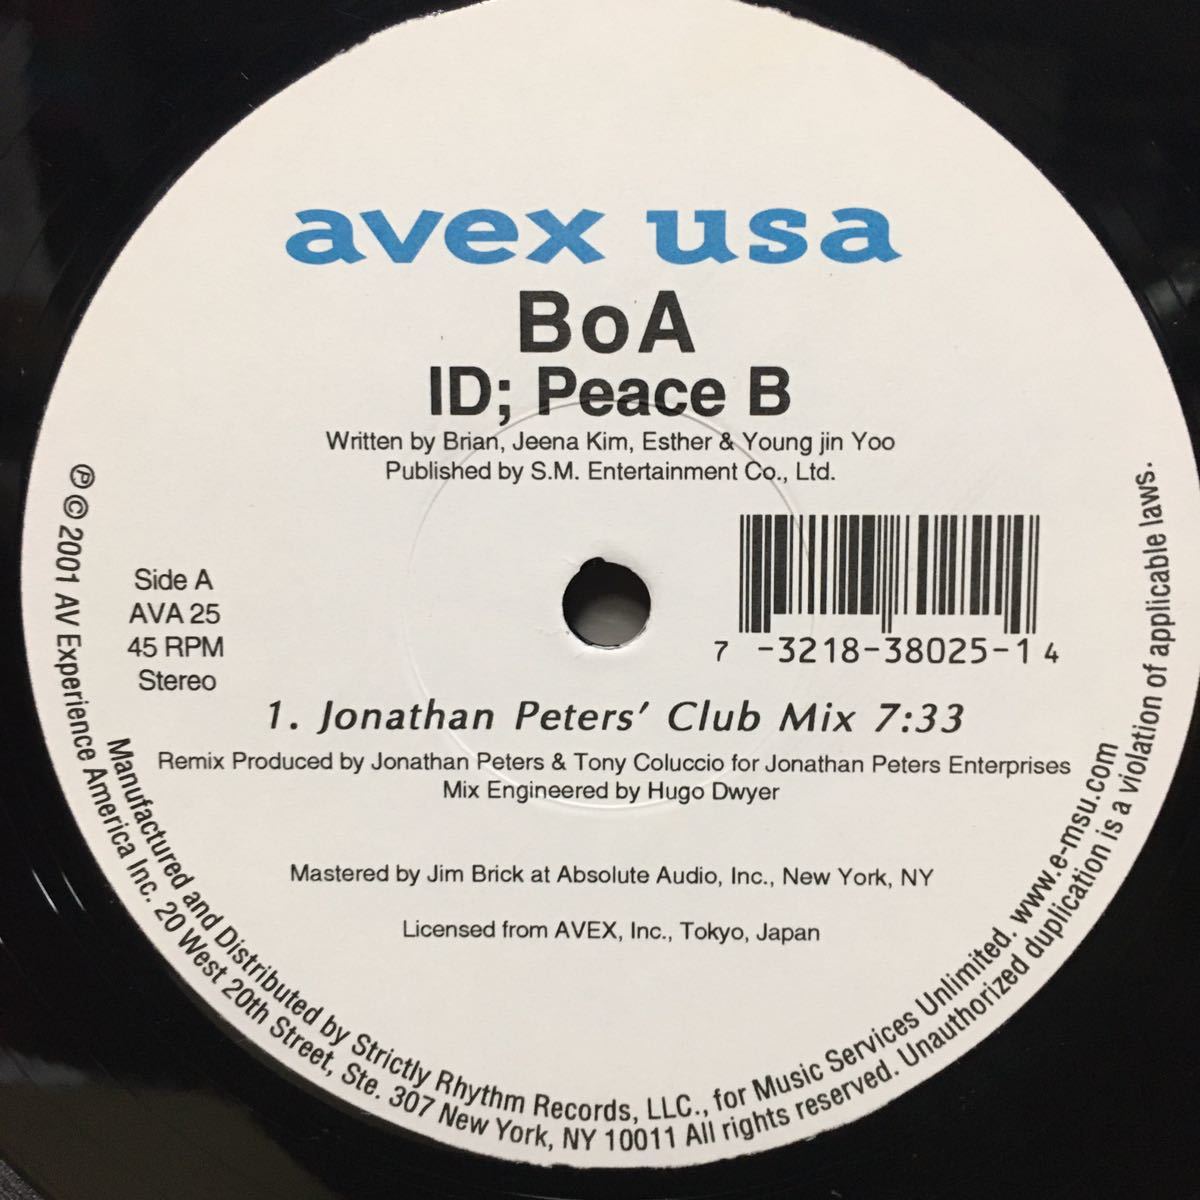 avex usa
BoA
ID; Peace B
Written by Brian, Jeena Kim, Esther & Young jin Yoo
Published by S.M. Entertainment Co., Ltd.
Side A
AVA 25
45 RPM
Stereo
7 -3218-38025-1 4
1. Jonathan Peters' Club Mix 7:33
Remix Produced by Jonathan Peters & Tony Coluccio for Jonathan Peters Enterprises
Mix Engineered by Hugo Dwyer
Mastered by Jim Brick at Absolute Audio, Inc., New York, NY
Licensed from AVEX, Inc., Tokyo, Japan
Manufactured and Distributed by Strictly Rhythm Records, LLC., for Music Services Unlimited. www.e-msu.com
℗ © 2001 AV Experience America Inc. 20 West 20th Street, Ste. 307 New York, NY 10011 All rights reserved. Unauthorized duplication is a violation of applicable laws.